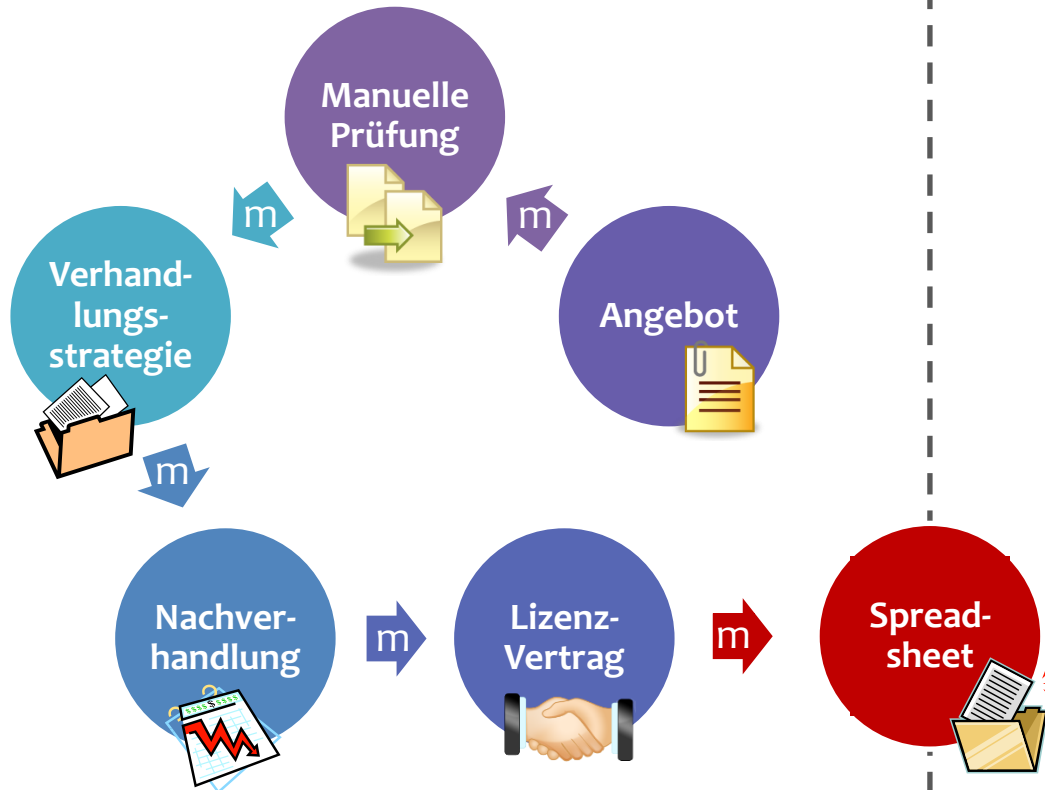 Manuelle
Prüfung
m
m
Verhand-
lungs-
strategie
Angebot
m
Nachver-
handlung
m
Lizenz-
Vertrag
m
Spread-
sheet